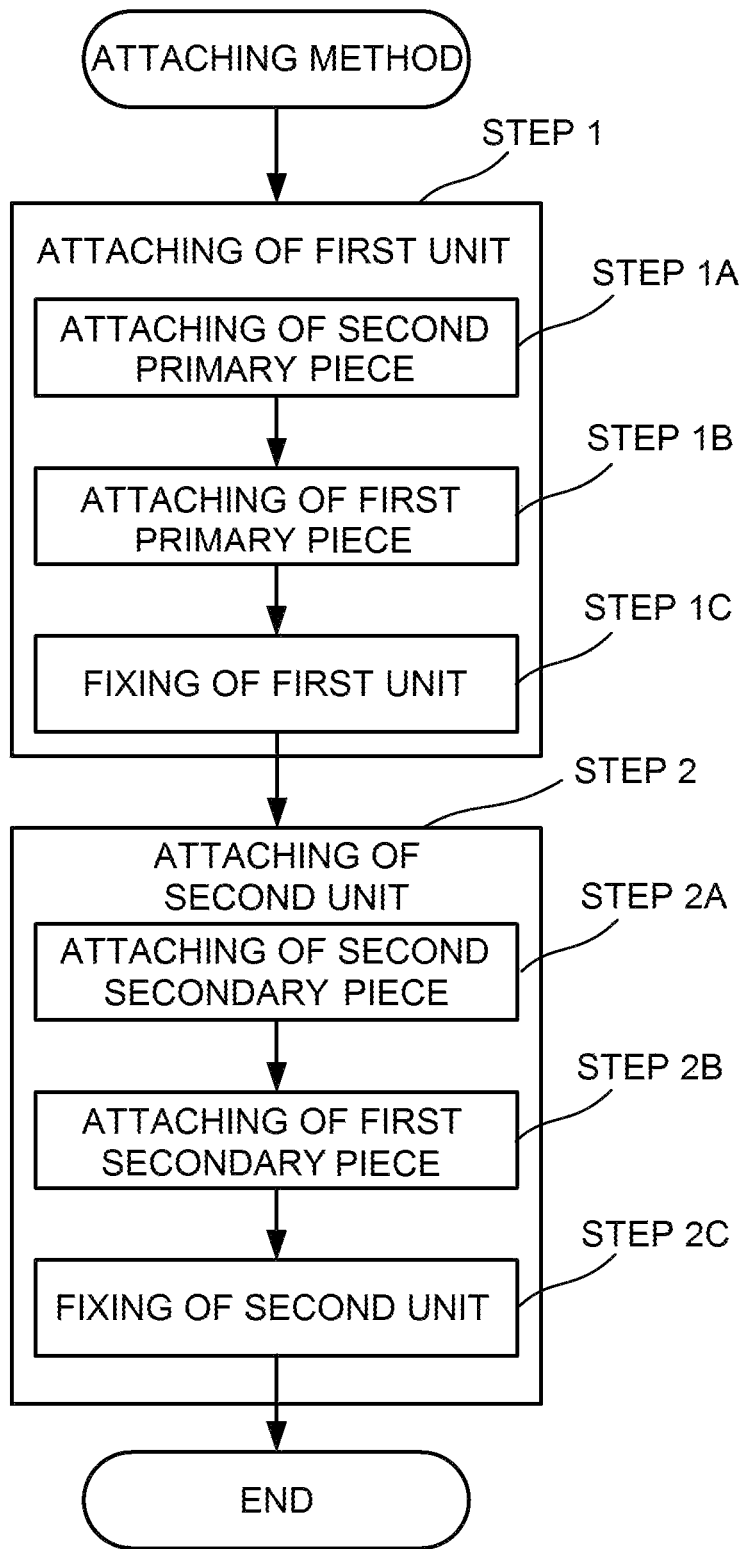 ATTACHING METHOD
STEP 1
ATTACHING OF FIRST UNIT
STEP 1A
ATTACHING OF SECOND
PRIMARY PIECE
STEP 1B
ATTACHING OF FIRST
PRIMARY PIECE
STEP 1C
FIXING OF FIRST UNIT
STEP 2
ATTACHING OF
SECOND UNIT
STEP 2A
ATTACHING OF SECOND
SECONDARY PIECE
STEP 2B
ATTACHING OF FIRST
SECONDARY PIECE
STEP 2C
FIXING OF SECOND UNIT
END